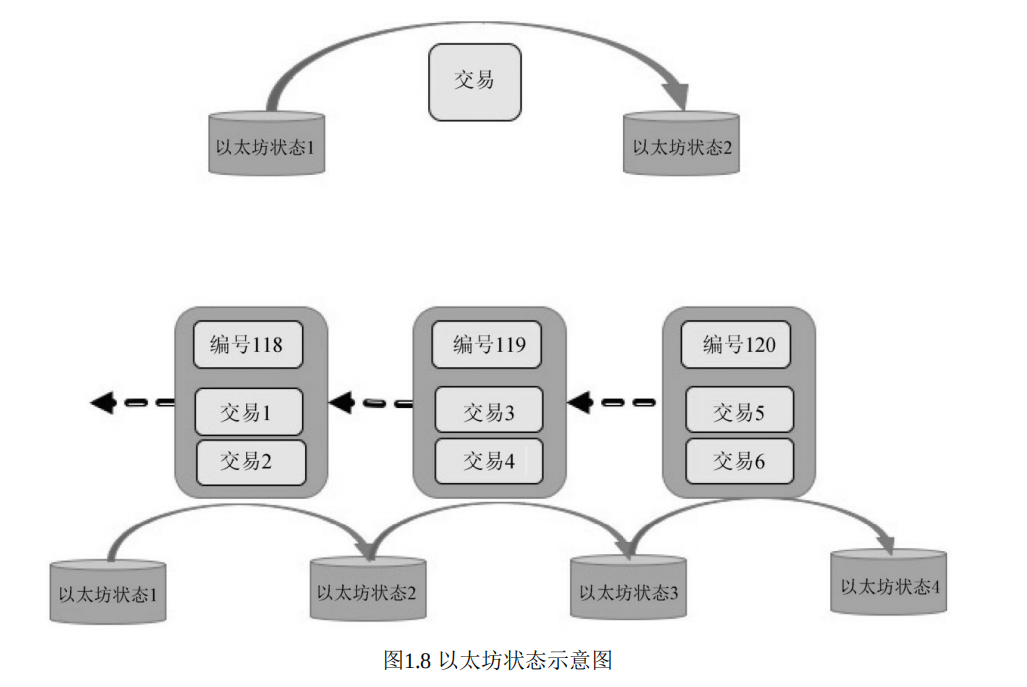 交易
以太坊状态1
以太坊状态2
编号118
编号119
编号120
交易1
交易3
交易5
交易2
交易4
交易6
以太坊状态1
以太坊状态2
以太坊状态3
以太坊状态4
图1.8 以太坊状态示意图